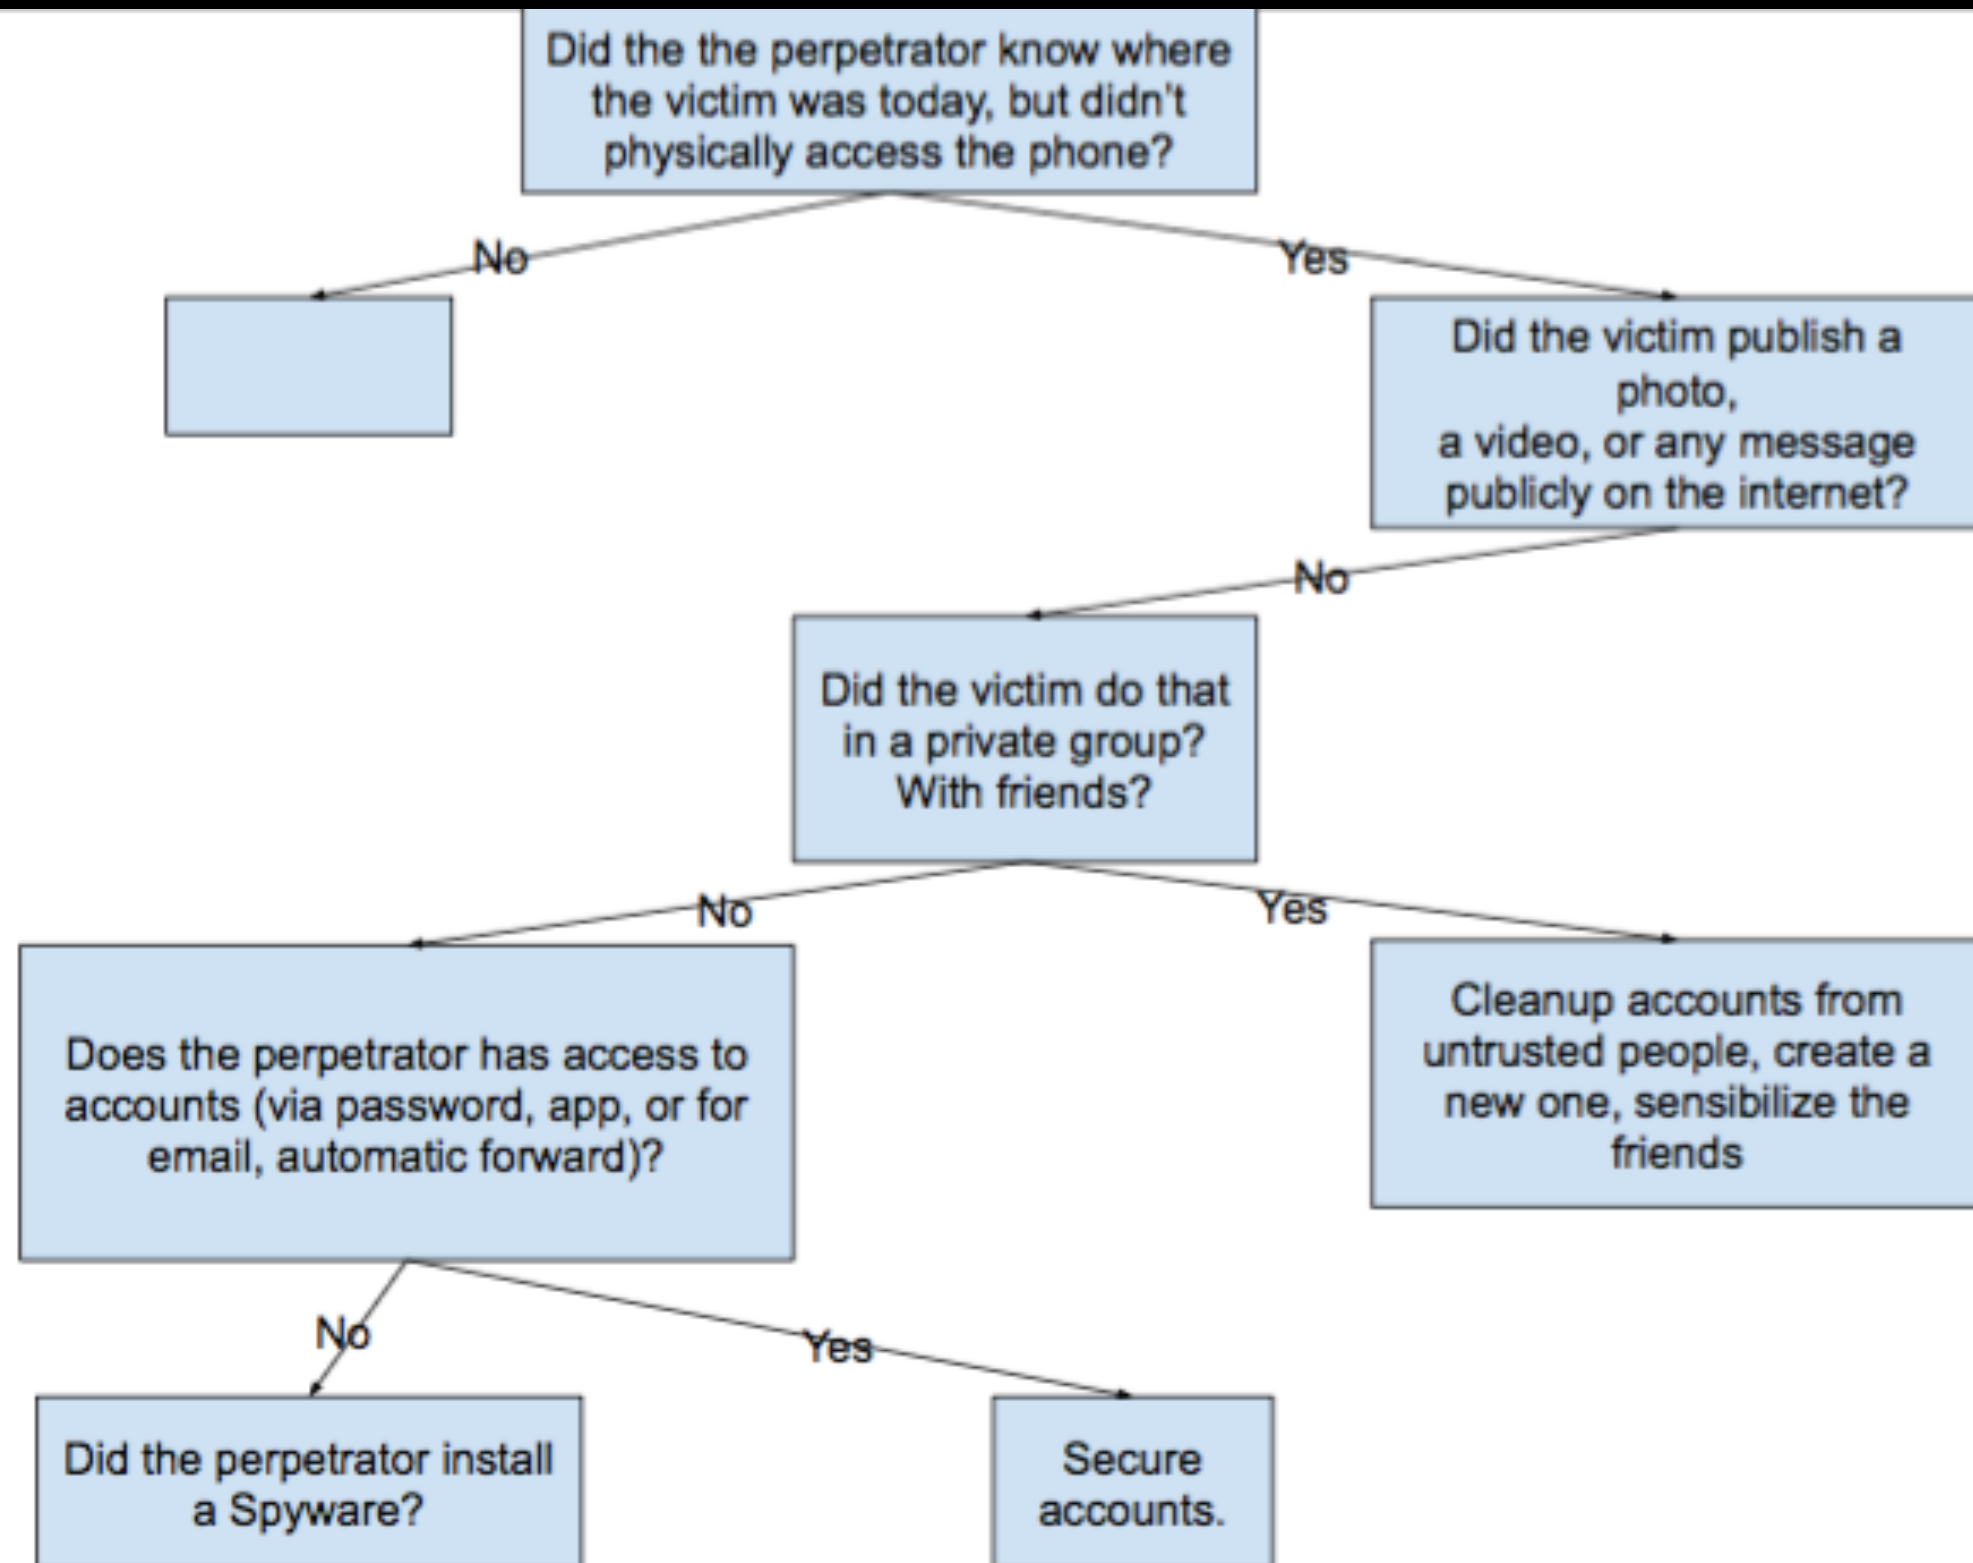 Did the the perpetrator know where
the victim was today, but didn't
physically access the phone?
No
Yes
Did the victim publish a
photo,
a video, or any message
publicly on the internet?
No
Did the victim do that
in a private group?
With friends?
No
Yes
Does the perpetrator has access to
accounts (via password, app, or for
email, automatic forward)?
Cleanup accounts from
untrusted people, create a
new one, sensibilize the
friends
No
Yes
Did the perpetrator install
a Spyware?
Secure
accounts.